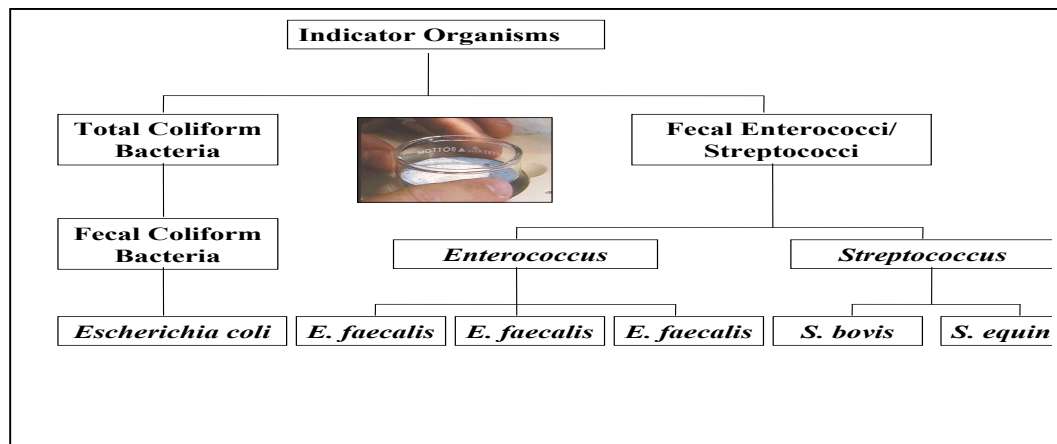 Indicator Organisms
Total Coliform
Bacteria
BOTTOM
Fecal Enterococci/
Streptococci
Fecal Coliform
Bacteria
Enterococcus
Streptococcus
Escherichia coli
E. faecalis
E. faecalis
E. faecalis
S. bovis
S. equin